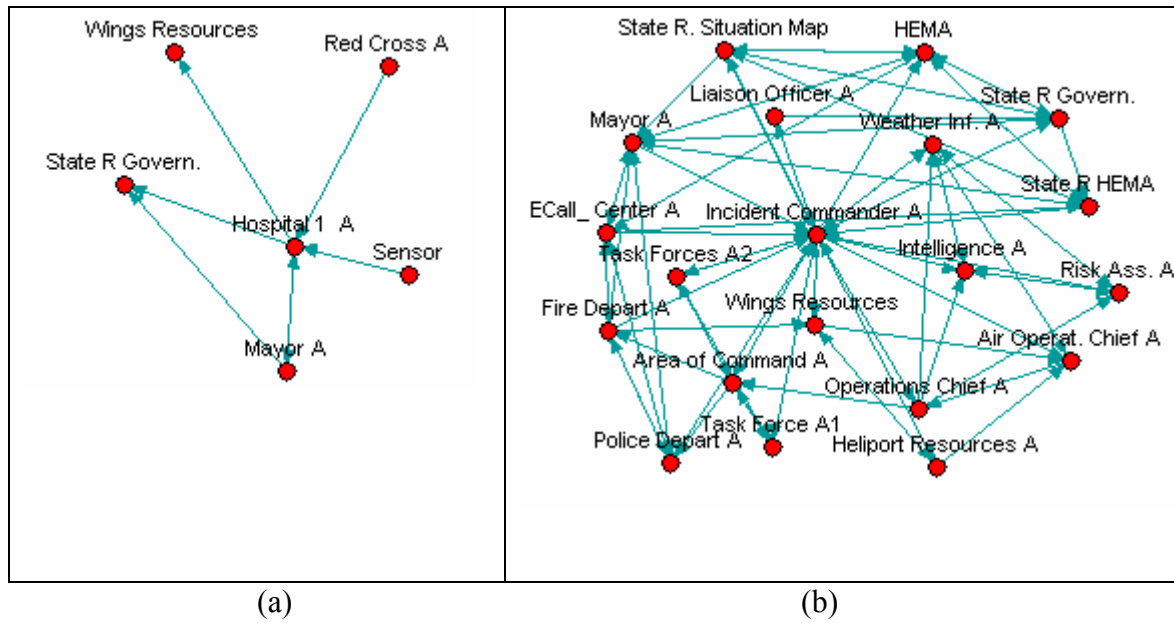 Wings Resources
Red Cross A
State R Govern.
Hospital 1 A
Sensor
Mayor A
(a)
State R. Situation Map
HEMA
Liaison Officer A
State R Govern.
Mayor A
Weather Inf. A
State R HEMA
ECall_ Center A
Incident Commander A
Task Forces A2
Intelligence A
Risk Ass. A
Fire Depart A
Wings Resources
Air Operat. Chief A
Area of Command A
Operations Chief A
Task Force A1
Police Depart A
Heliport Resources A
(b)